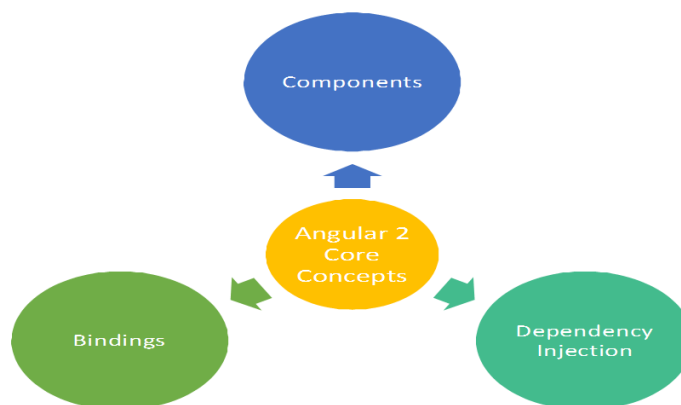 Components
Angular 2
Core
Concepts
Bindings
Dependency
Injection